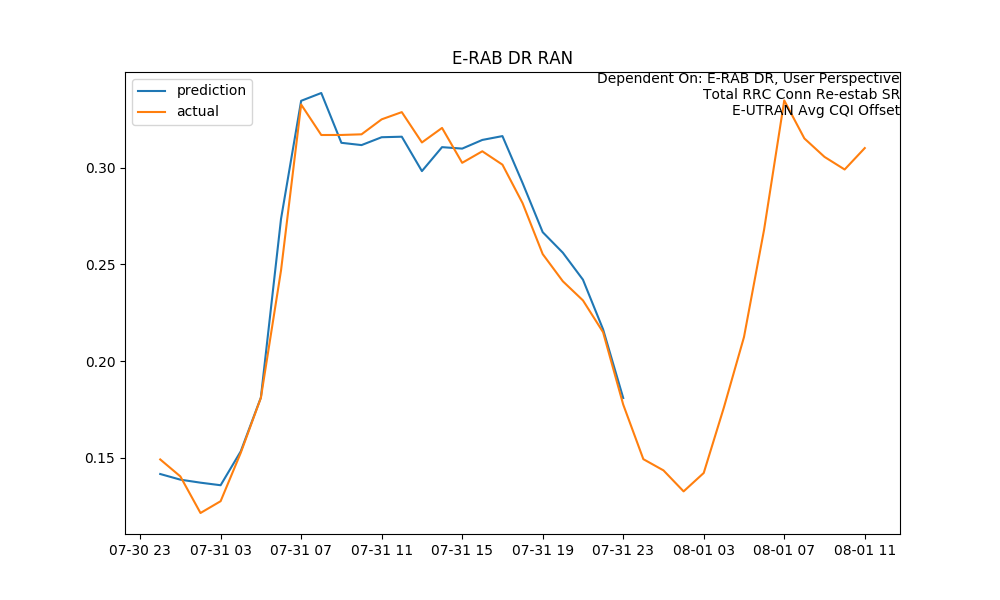 E-RAB DR RAN
prediction
actual
Dependent On: E-RAB DR, User Perspective
Total RRC Conn Re-estab SR
E-UTRAN Avg CQI Offset
0.30
0.25
0.20
0.15
07-30 23 07-31 03 07-31 07 07-31 11 07-31 15 07-31 19 07-31 23 08-01 03 08-01 07 08-01 11